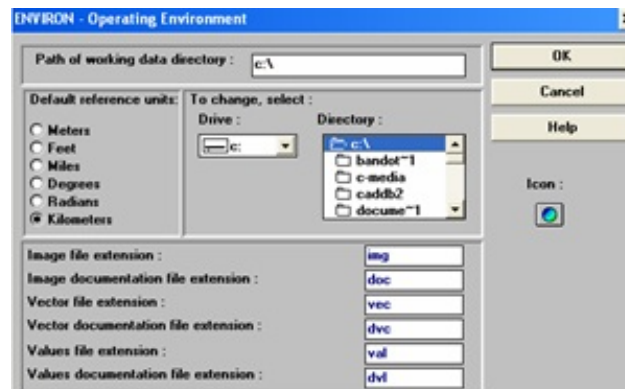 ENVIRON - Operating Environment
Path of working data directory : c:\
OK
Cancel
Help
Icon :
Default reference units:
Meters
Feet
Miles
Degrees
Radians
Kilometers
To change, select :
Drive :
c:
Directory :
c:\
bandot~1
c-media
caddb2
docume~1
Image file extension : img
Image documentation file extension : doc
Vector file extension : vec
Vector documentation file extension : dvc
Values file extension : val
Values documentation file extension : dvl